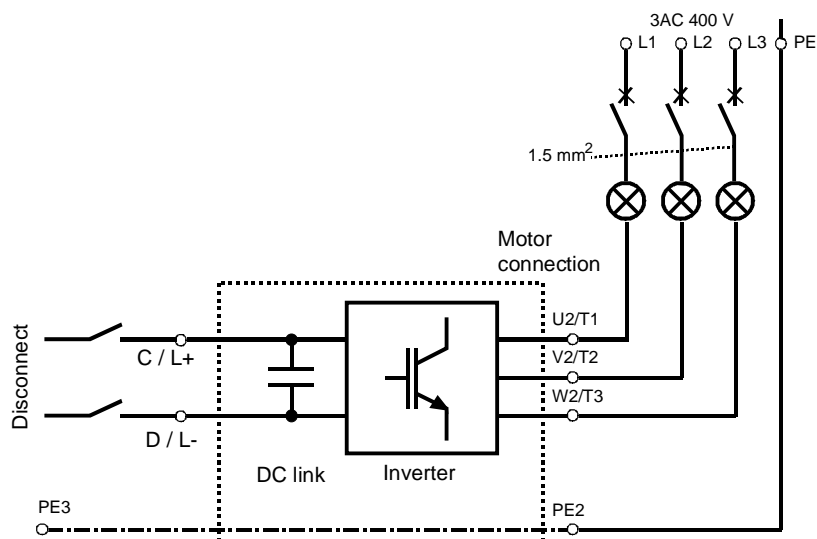 3AC 400 V
L1
L2
L3
PE
1.5 mm²
Motor
connection
U2/T1
V2/T2
W2/T3
Disconnect
C / L+
D / L-
DC link
Inverter
PE3
PE2